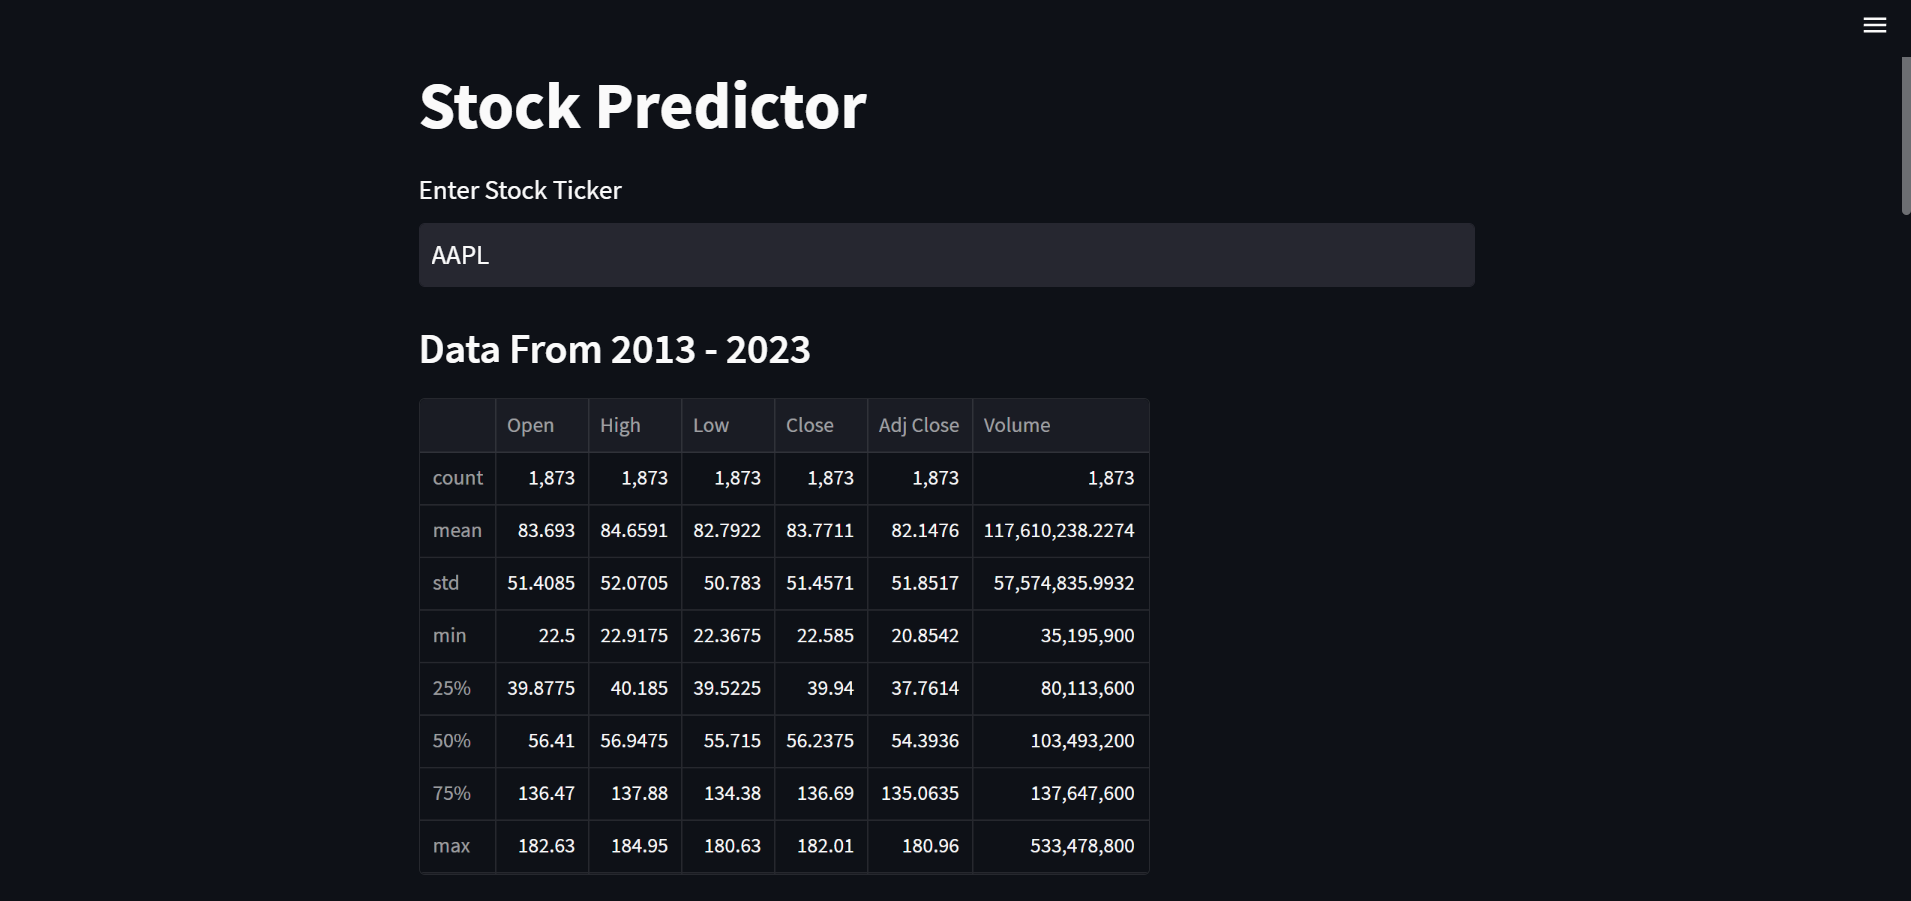 Stock Predictor
Enter Stock Ticker
AAPL
Data From 2013 - 2023
Open High Low Close Adj Close Volume
count 1,873 1,873 1,873 1,873 1,873 1,873
mean 83.693 84.6591 82.7922 83.7711 82.1476 117,610,238.2274
std 51.4085 52.0705 50.783 51.4571 51.8517 57,574,835.9932
min 22.5 22.9175 22.3675 22.585 20.8542 35,195,900
25% 39.8775 40.185 39.5225 39.94 37.7614 80,113,600
50% 56.41 56.9475 55.715 56.2375 54.3936 103,493,200
75% 136.47 137.88 134.38 136.69 135.0635 137,647,600
max 182.63 184.95 180.63 182.01 180.96 533,478,800